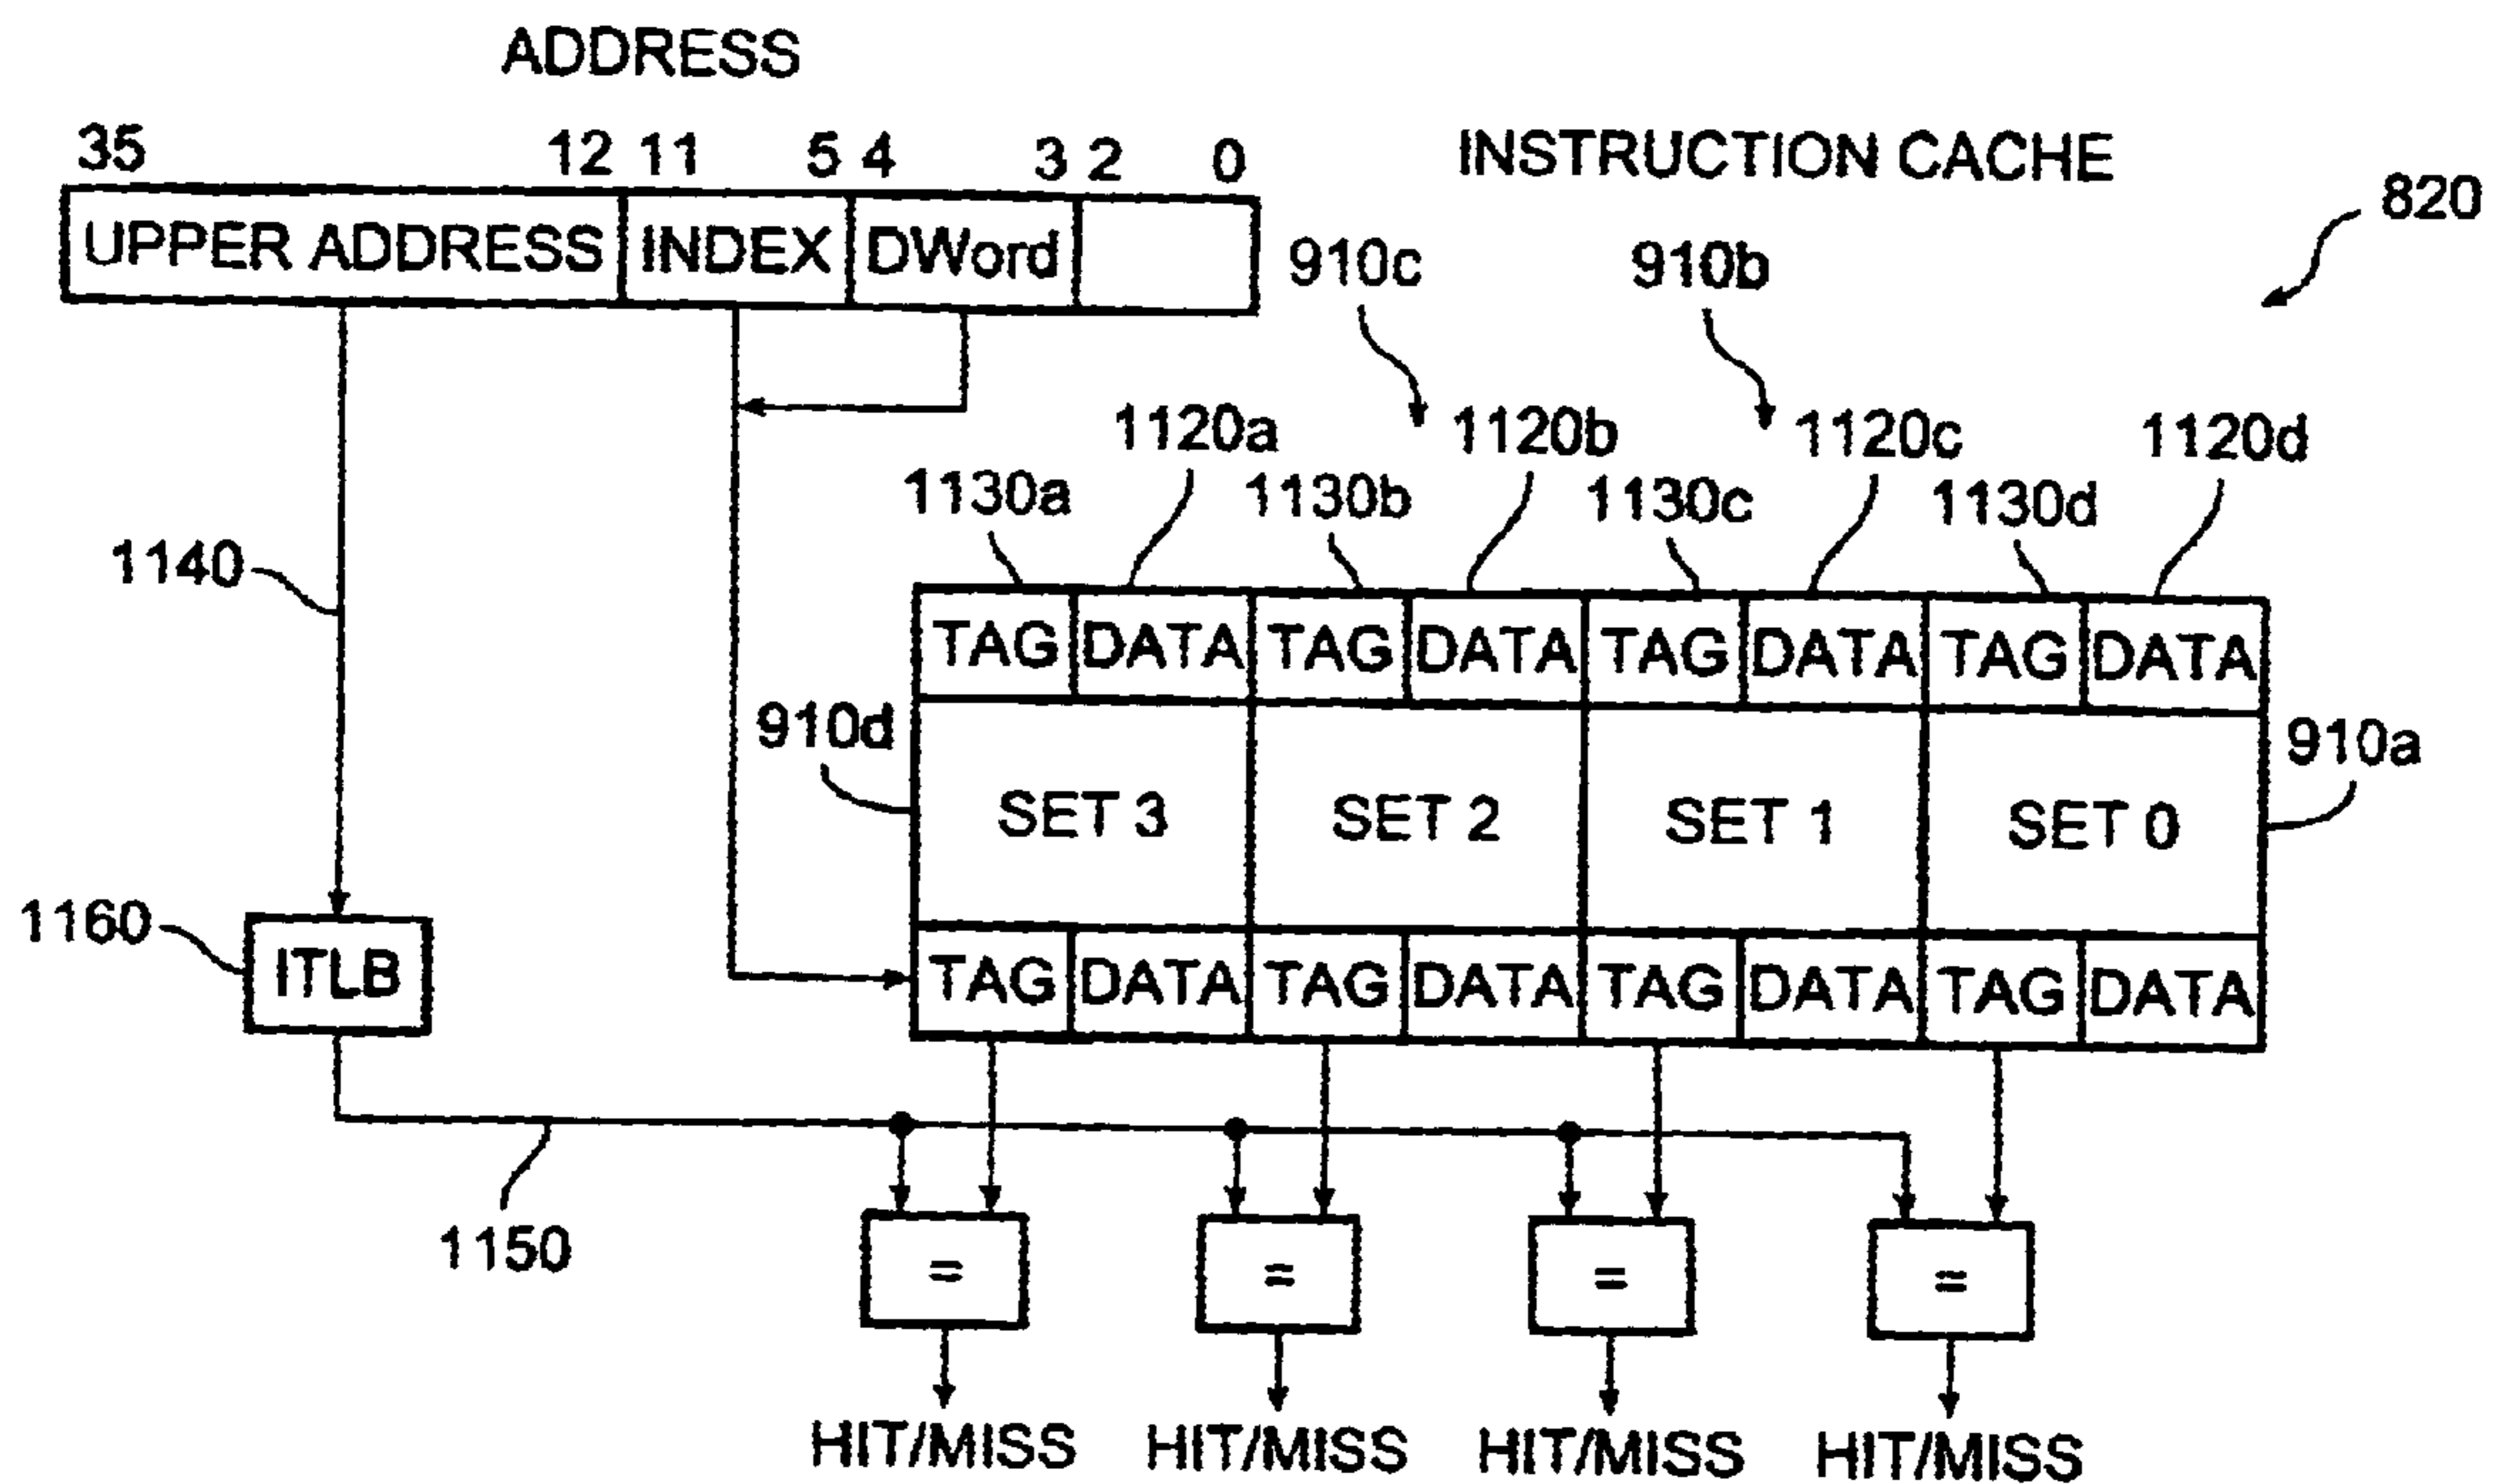 ADDRESS
35 12 11 5 4 3 2 0
INSTRUCTION CACHE
820
UPPER ADDRESS INDEX DWord
910c 910b
1120a 1120b 1120c 1120d
1130a 1130b 1130c 1130d
1140
TAG DATA TAG DATA TAG DATA TAG DATA
910d
910a
SET 3 SET 2 SET 1 SET 0
1160
ITLB
TAG DATA TAG DATA TAG DATA TAG DATA
1150
= = = =
HIT/MISS HIT/MISS HIT/MISS HIT/MISS